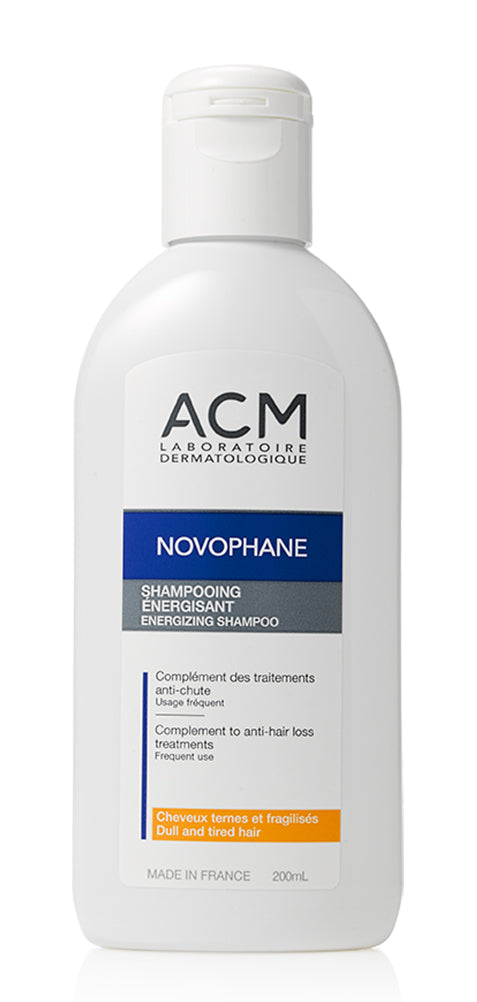 ACM
LABORATOIRE
DERMATOLOGIQUE
NOVOPHANE
SHAMPOOING
ÉNERGISANT
ENERGIZING SHAMPOO
Complément des traitements
anti-chute
Usage fréquent
Complement to anti-hair loss
treatments
Frequent use
Cheveux ternes et fragilisés
Dull and tired hair
MADE IN FRANCE 200mL